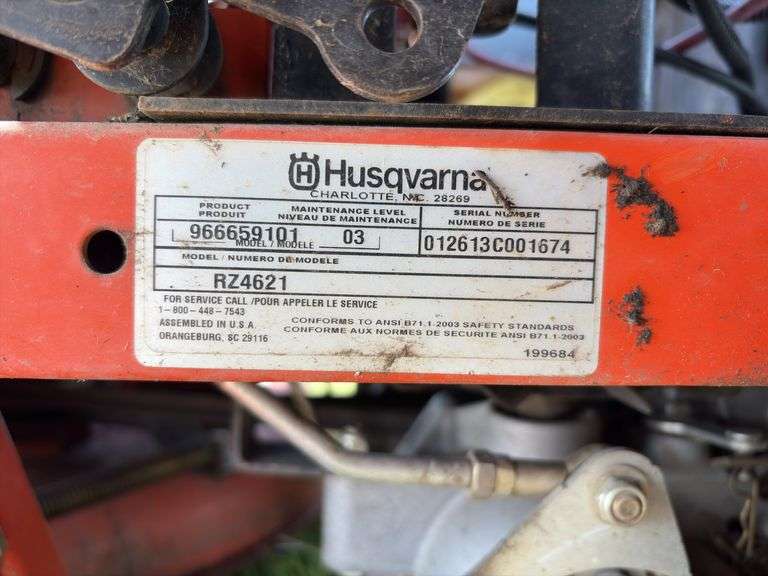 Husqvarna
CHARLOTTE, NC. 28269
PRODUCT MAINTENANCE LEVEL SERIAL NUMBER
PRODUIT NIVEAU DE MAINTENANCE NUMERO DE SERIE
966659101 03 012613C001674
MODEL / MODÈLE
MODEL / NUMERO DE MODELE
RZ4621
FOR SERVICE CALL /POUR APPELER LE SERVICE
1-800-448-7543
ASSEMBLED IN U.S.A CONFORMS TO ANSI B71.1-2003 SAFETY STANDARDS
ORANGEBURG, SC 29116 CONFORME AUX NORMES DE SECURITE ANSI B71.1-2003
199684